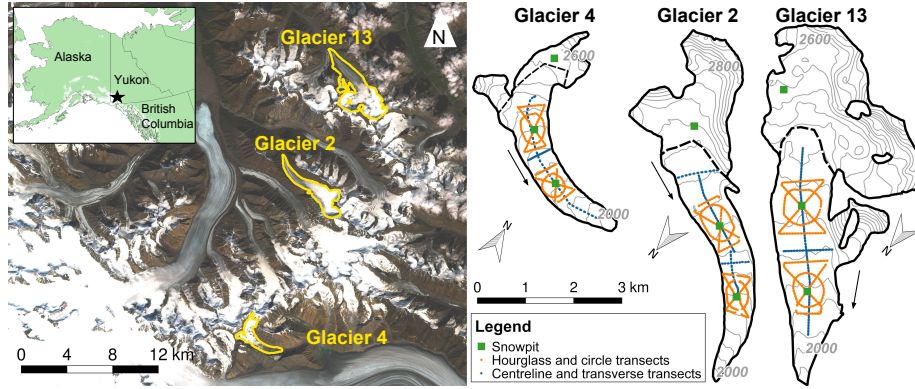 Alaska
Yukon
British
Columbia
Glacier 13
N
Glacier 2
Glacier 4
0 4 8 12 km
Glacier 4
2600
2000
N
Glacier 2
2800
N
Glacier 13
2600
2000
N
0 1 2 3 km
Legend
Snowpit
Hourglass and circle transects
Centreline and transverse transects